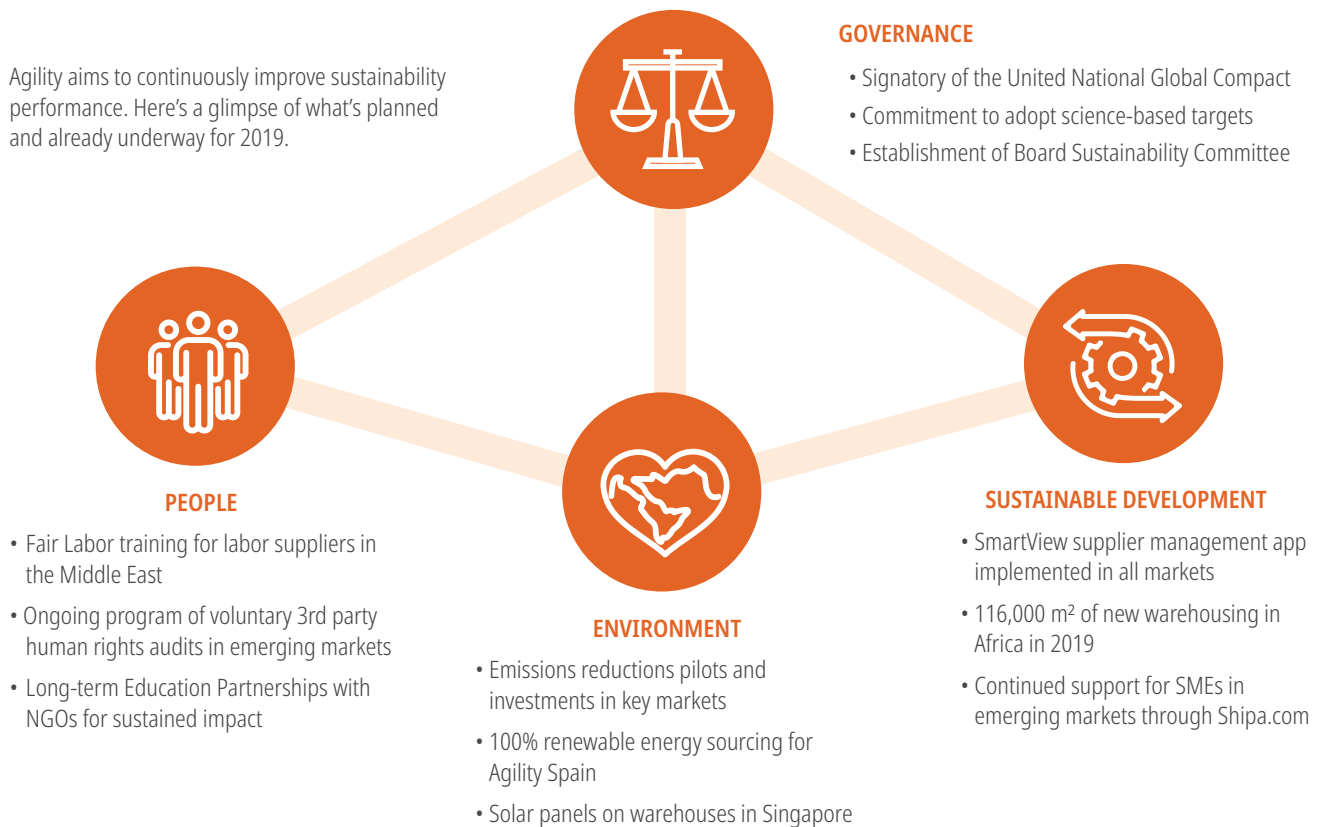 Agility aims to continuously improve sustainability
performance. Here’s a glimpse of what’s planned
and already underway for 2019.
GOVERNANCE
• Signatory of the United National Global Compact
• Commitment to adopt science-based targets
• Establishment of Board Sustainability Committee
PEOPLE
• Fair Labor training for labor suppliers in
the Middle East
• Ongoing program of voluntary 3rd party
human rights audits in emerging markets
• Long-term Education Partnerships with
NGOs for sustained impact
ENVIRONMENT
• Emissions reductions pilots and
investments in key markets
• 100% renewable energy sourcing for
Agility Spain
• Solar panels on warehouses in Singapore
SUSTAINABLE DEVELOPMENT
• SmartView supplier management app
implemented in all markets
• 116,000 m² of new warehousing in
Africa in 2019
• Continued support for SMEs in
emerging markets through Shipa.com